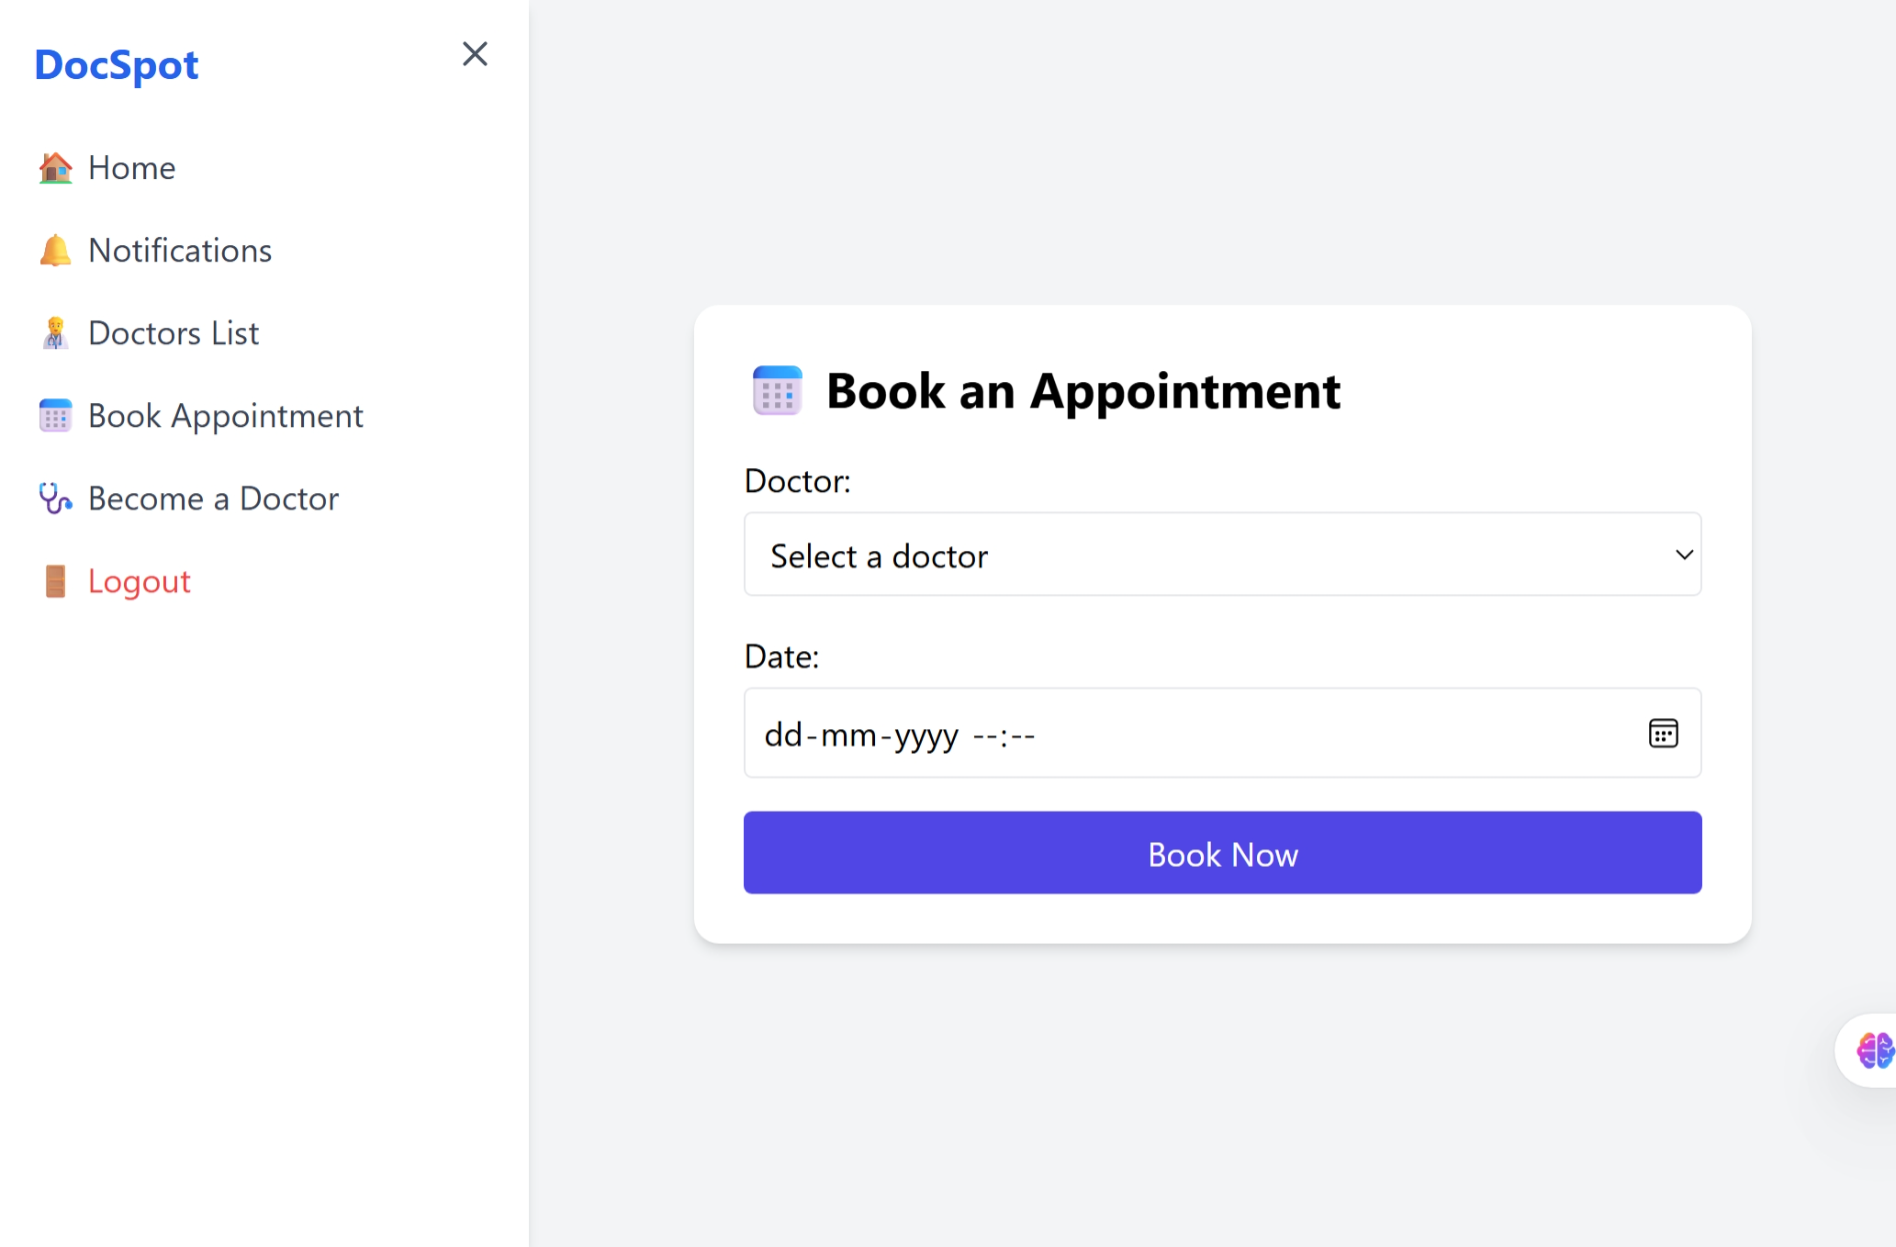 DocSpot
Home
Notifications
Doctors List
Book Appointment
Become a Doctor
Logout
Book an Appointment
Doctor:
Select a doctor
Date:
dd-mm-yyyy --:--
Book Now